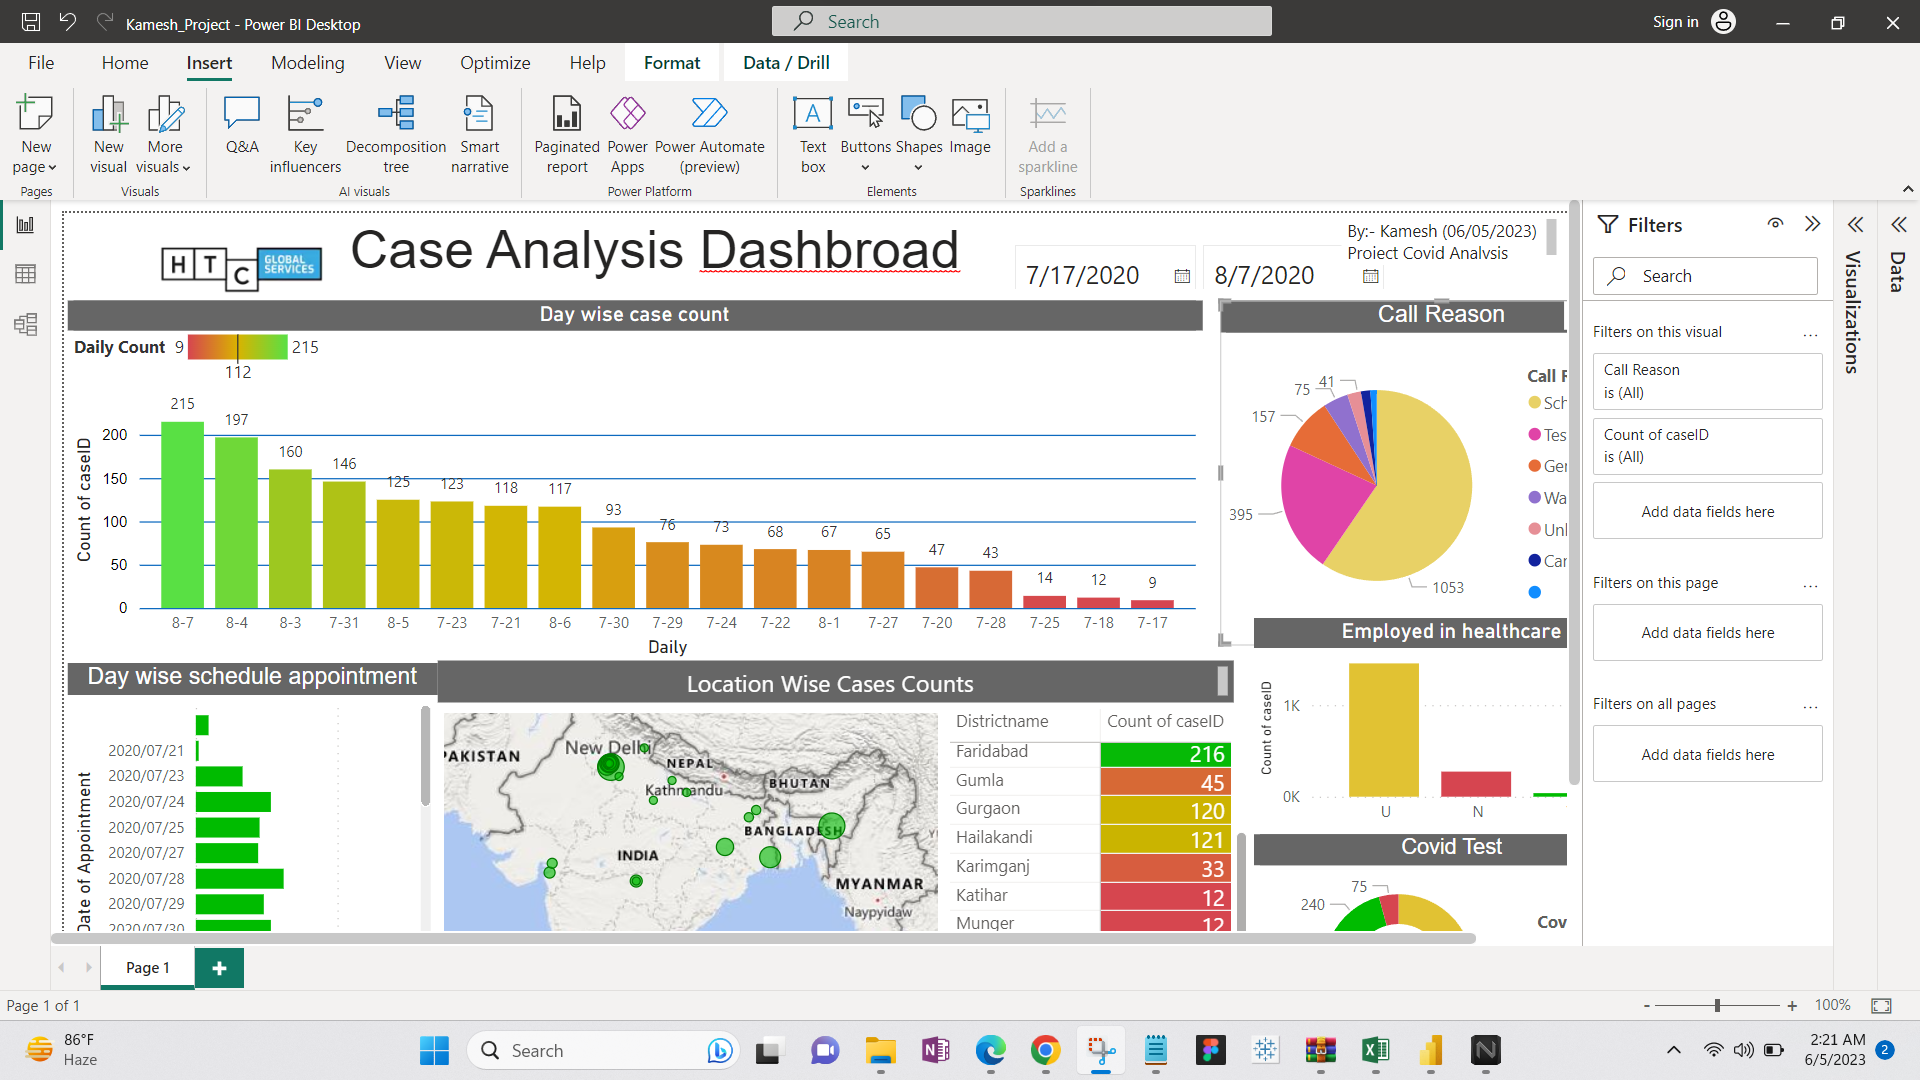 Kamesh_Project - Power BI Desktop
Search
Sign in
File Home Insert Modeling View Optimize Help Format Data / Drill
New page
New visual
More visuals
Q&A
Key influencers
Decomposition tree
Smart narrative
Paginated report
Power Apps
Power Automate (preview)
Text box
Buttons
Shapes
Image
Add a sparkline
Pages Visuals AI visuals Power Platform Elements Sparklines
HTC GLOBAL SERVICES
Case Analysis Dashbroad
7/17/2020
8/7/2020
By:- Kamesh (06/05/2023)
Project Covid Analysis
Day wise case count
Daily Count 9 215
112
Count of caseID
200
150
100
50
0
215 197 160 146 125 123 118 117 93 76 73 68 67 65 47 43 14 12 9
8-7 8-4 8-3 7-31 8-5 7-23 7-21 8-6 7-30 7-29 7-24 7-22 8-1 7-27 7-20 7-28 7-25 7-18 7-17
Daily
Call Reason
41
75
157
395
1053
Call F
Sch
Tes
Ger
Wa
Unl
Car
Day wise schedule appointment
Date of Appointment
2020/07/21
2020/07/23
2020/07/24
2020/07/25
2020/07/27
2020/07/28
2020/07/29
2020/07/30
Location Wise Cases Counts
PAKISTAN
New Delhi
NEPAL
Kathmandu
BHUTAN
BANGLADESH
INDIA
MYANMAR
Naypyidaw
Districtname Count of caseID
Faridabad 216
Gumla 45
Gurgaon 120
Hailakandi 121
Karimganj 33
Katihar 12
Munger 12
Employed in healthcare
Count of caseID
1K
0K
U N
Covid Test
75
240
Cov
Filters
Search
Filters on this visual ...
Call Reason
is (All)
Count of caseID
is (All)
Add data fields here
Filters on this page ...
Add data fields here
Filters on all pages ...
Add data fields here
Visualizations
Data
Page 1
Page 1 of 1
- + 100%
86°F
Haze
Search
2:21 AM
6/5/2023
2